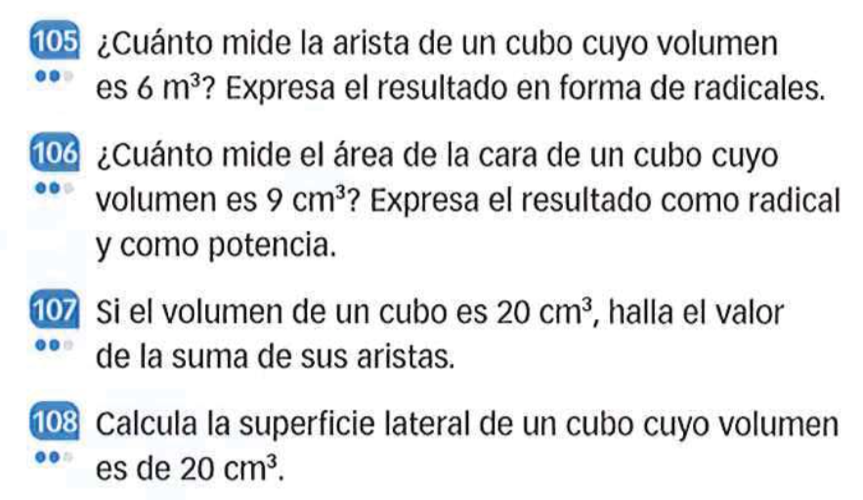 105 ¿Cuánto mide la arista de un cubo cuyo volumen
es 6 m³? Expresa el resultado en forma de radicales.
106 ¿Cuánto mide el área de la cara de un cubo cuyo
volumen es 9 cm³? Expresa el resultado como radical
y como potencia.
107 Si el volumen de un cubo es 20 cm³, halla el valor
de la suma de sus aristas.
108 Calcula la superficie lateral de un cubo cuyo volumen
es de 20 cm³.